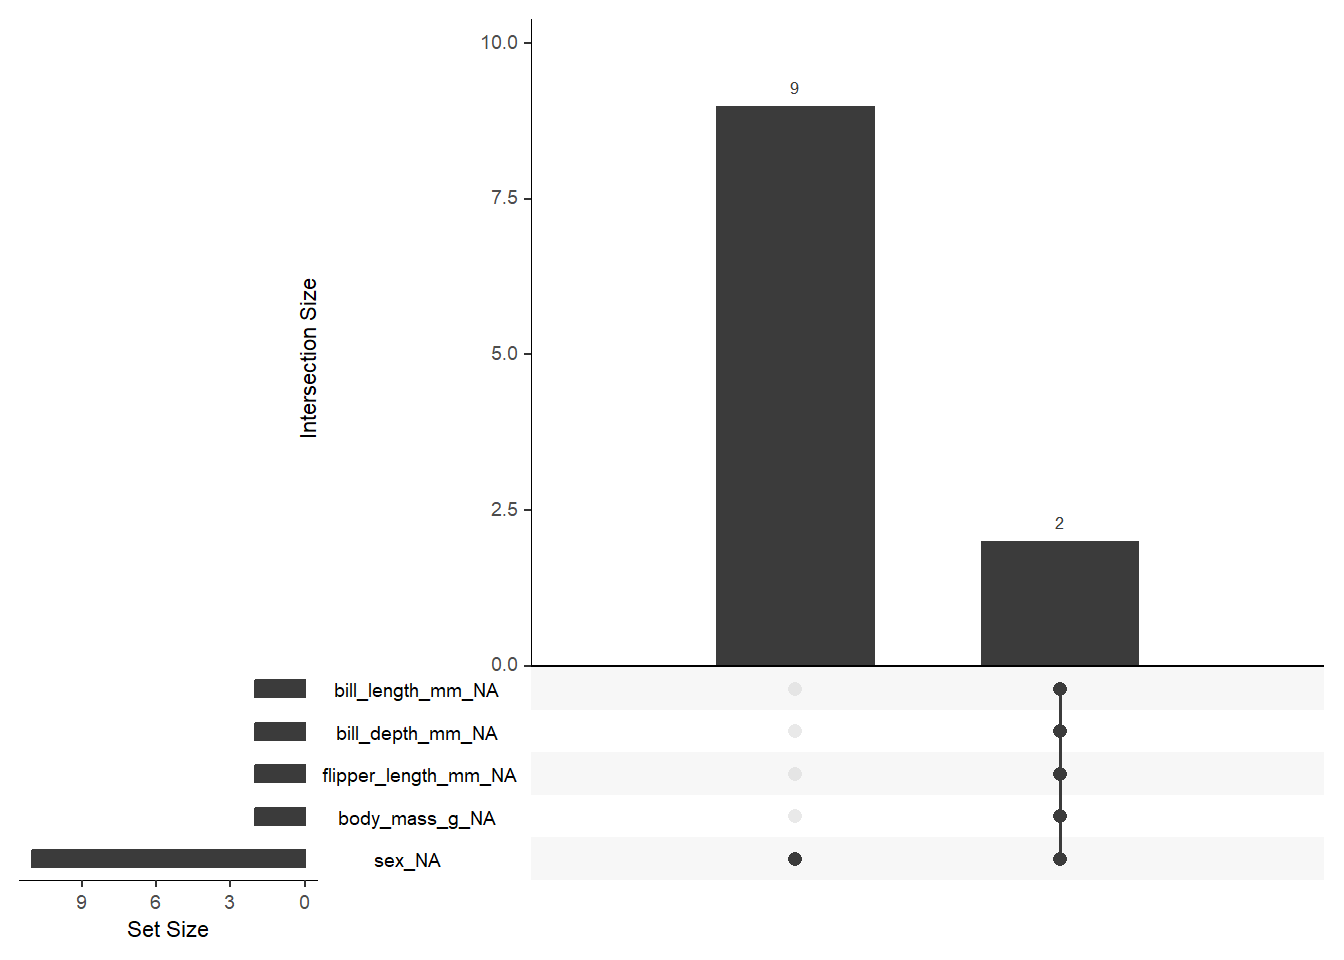 10.0
9
7.5
Intersection Size
5.0
2.5
2
0.0
bill_length_mm_NA
bill_depth_mm_NA
flipper_length_mm_NA
body_mass_g_NA
sex_NA
9 6 3 0
Set Size